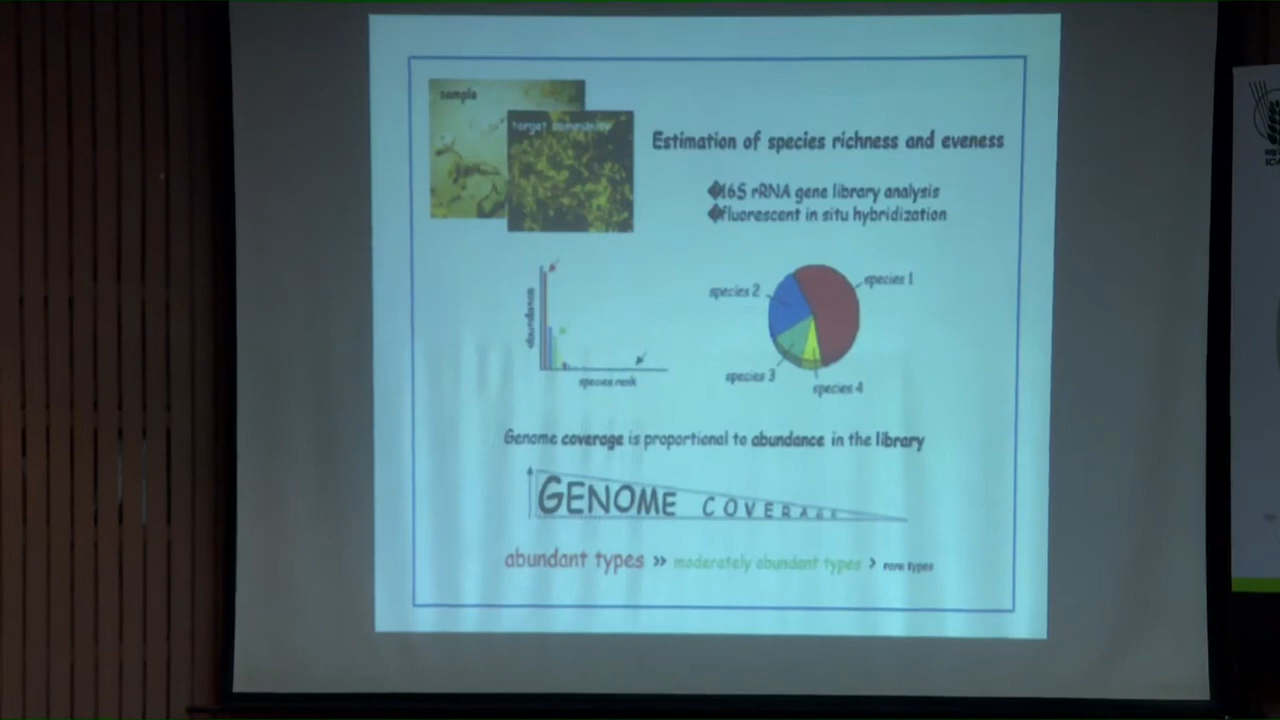 sample
target community
Estimation of species richness and eveness
�16S rRNA gene library analysis
�fluorescent in situ hybridization
abundance
species rank
species 1
species 2
species 3
species 4
Genome coverage is proportional to abundance in the library
GENOME COVERAGE
abundant types >> moderately abundant types > rare types